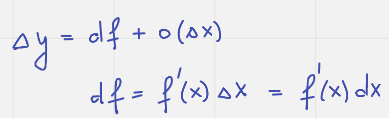 Δy = df + o(Δx)
df = f'(x) Δx = f'(x) dx